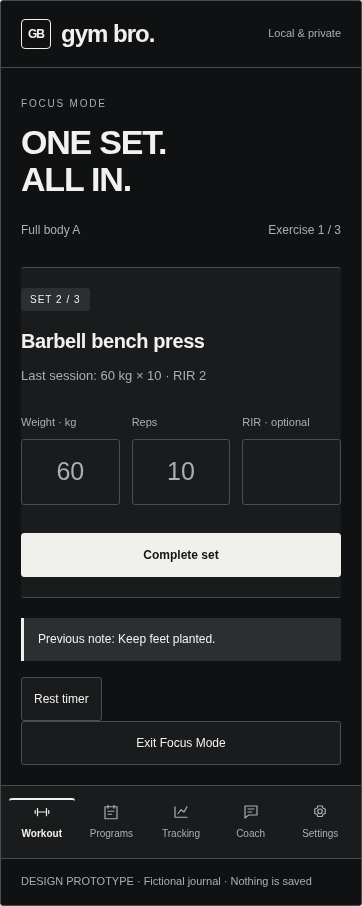 GB gym bro. Local & private
FOCUS MODE
ONE SET.
ALL IN.
Full body A Exercise 1 / 3
SET 2 / 3
Barbell bench press
Last session: 60 kg × 10 · RIR 2
Weight · kg Reps RIR · optional
60 10
Complete set
Previous note: Keep feet planted.
Rest timer
Exit Focus Mode
Workout Programs Tracking Coach Settings
DESIGN PROTOTYPE · Fictional journal · Nothing is saved